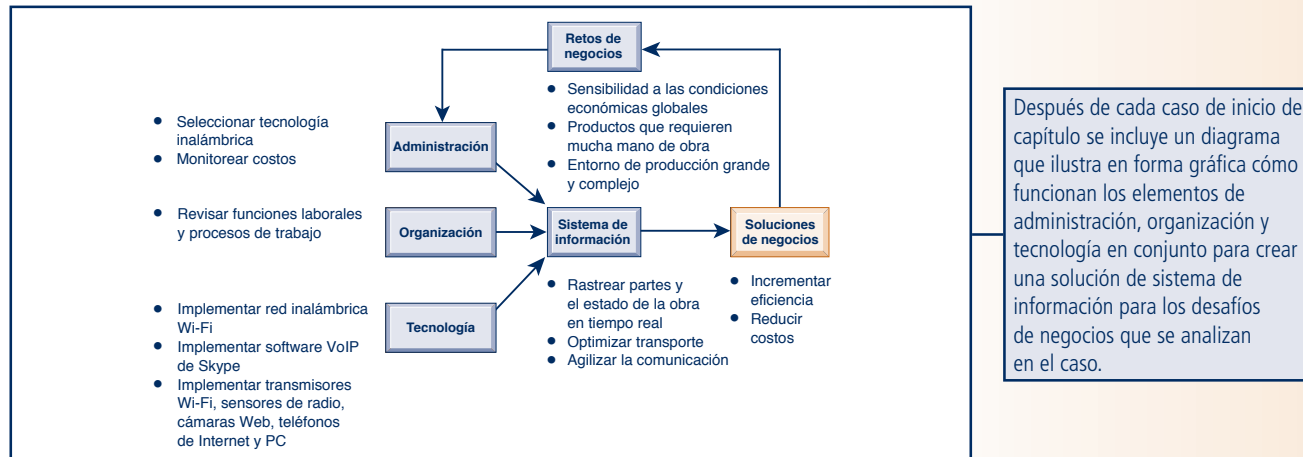 Retos de
negocios
• Sensibilidad a las condiciones
económicas globales
• Productos que requieren
mucha mano de obra
• Entorno de producción grande
y complejo
• Seleccionar tecnología
inalámbrica
• Monitorear costos
Administración
• Revisar funciones laborales
y procesos de trabajo
Organización
Sistema de
información
Soluciones
de negocios
• Rastrear partes y
el estado de la obra
en tiempo real
• Optimizar transporte
• Agilizar la comunicación
• Incrementar
eficiencia
• Reducir
costos
• Implementar red inalámbrica
Wi-Fi
• Implementar software VoIP
de Skype
• Implementar transmisores
Wi-Fi, sensores de radio,
cámaras Web, teléfonos
de Internet y PC
Tecnología
Después de cada caso de inicio de
capítulo se incluye un diagrama
que ilustra en forma gráfica cómo
funcionan los elementos de
administración, organización y
tecnología en conjunto para crear
una solución de sistema de
información para los desafíos
de negocios que se analizan
en el caso.